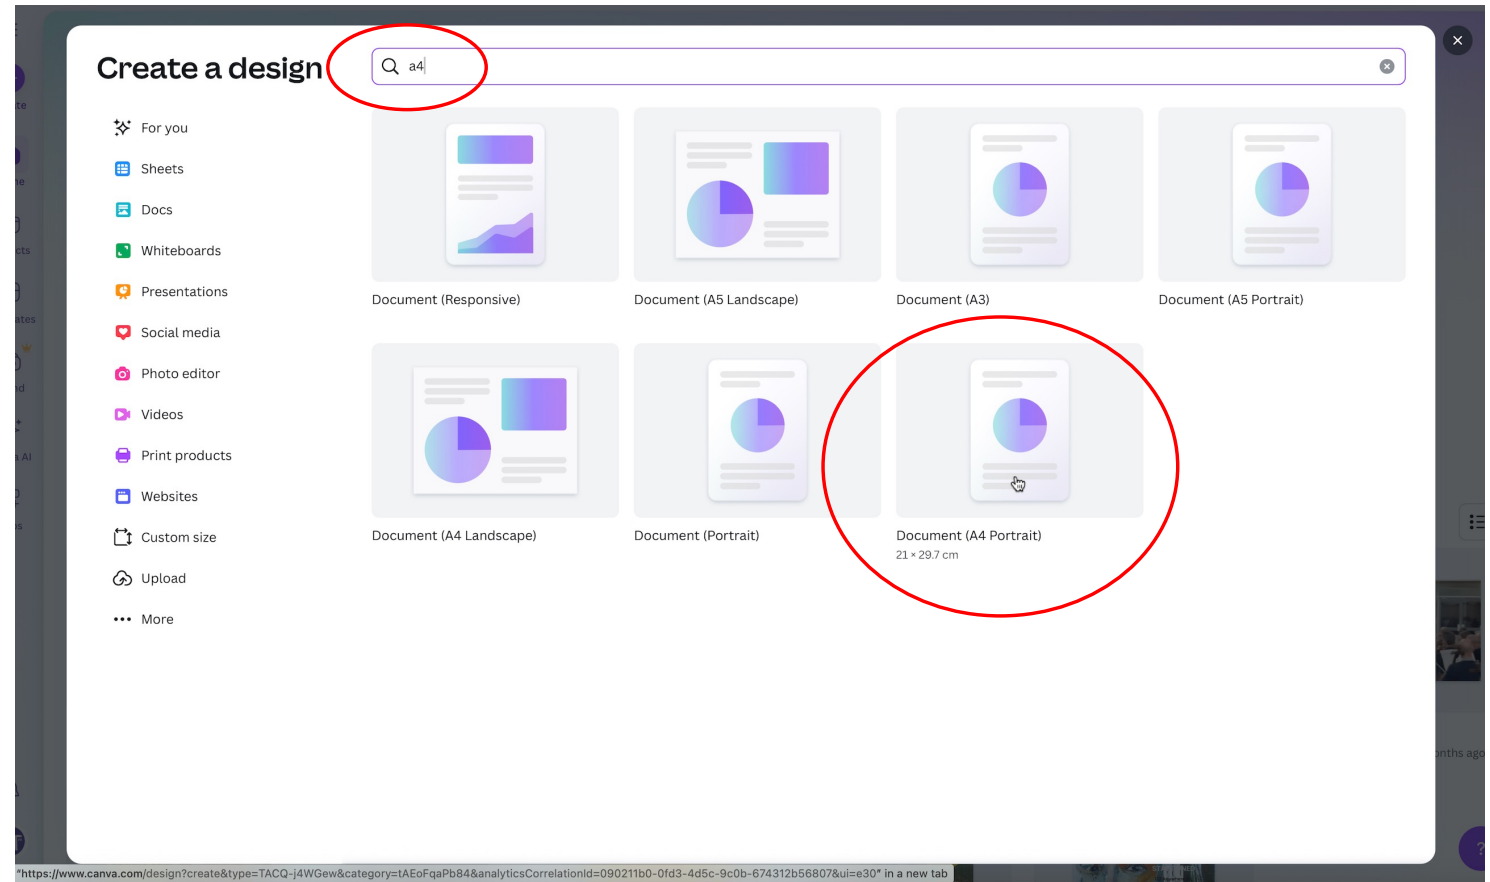 Create a design
a4
For you
Sheets
Docs
Whiteboards
Presentations
Social media
Photo editor
Videos
Print products
Websites
Custom size
Upload
More
Document (Responsive)
Document (A5 Landscape)
Document (A3)
Document (A5 Portrait)
Document (A4 Landscape)
Document (Portrait)
Document (A4 Portrait)
21 × 29.7 cm
onths ago
?
"https://www.canva.com/design?create&type=TACQ-j4WGew&category=tAEoFqaPb84&analyticsCorrelationId=090211b0-0fd3-4d5c-9c0b-674312b56807&ui=e30" in a new tab